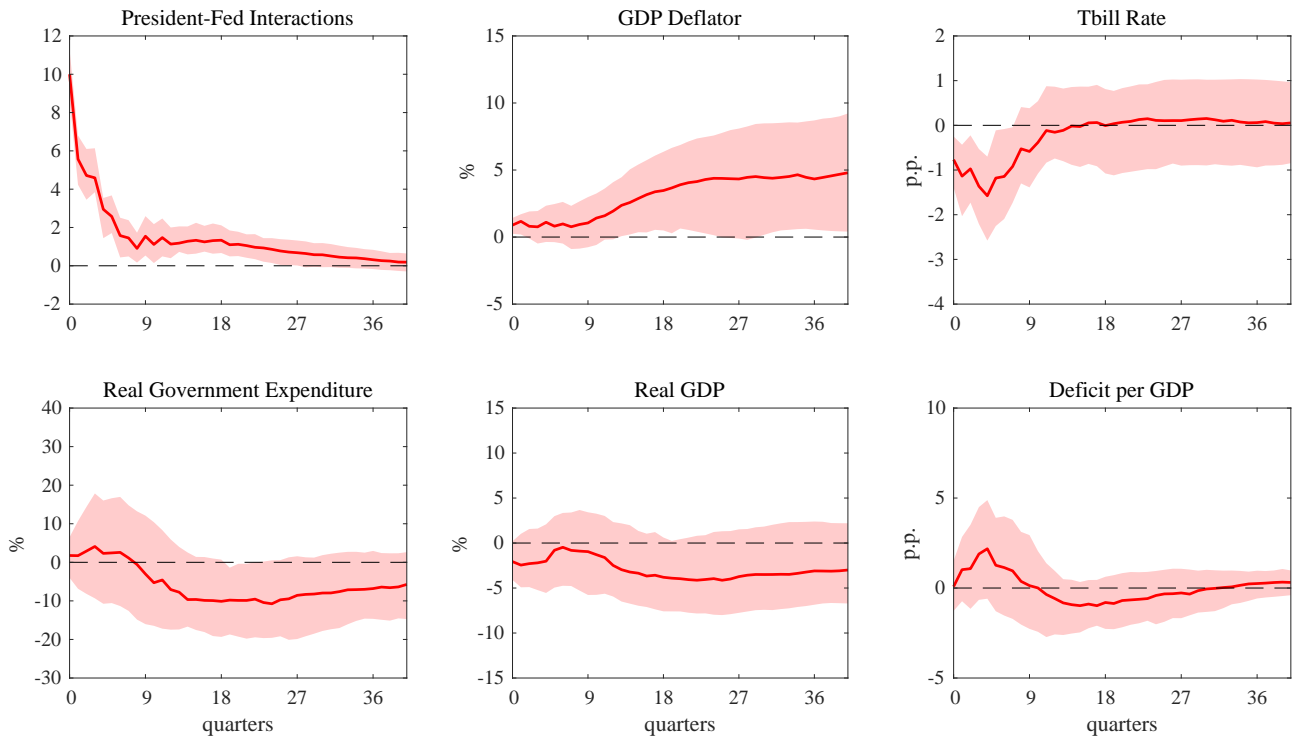 President-Fed Interactions
12
10
8
6
4
2
0
-2
0 9 18 27 36
GDP Deflator
%
15
10
5
0
-5
0 9 18 27 36
Tbill Rate
p.p.
2
1
0
-1
-2
-3
-4
0 9 18 27 36
Real Government Expenditure
%
40
30
20
10
0
-10
-20
-30
0 9 18 27 36
quarters
Real GDP
%
15
10
5
0
-5
-10
-15
0 9 18 27 36
quarters
Deficit per GDP
p.p.
10
5
0
-5
0 9 18 27 36
quarters